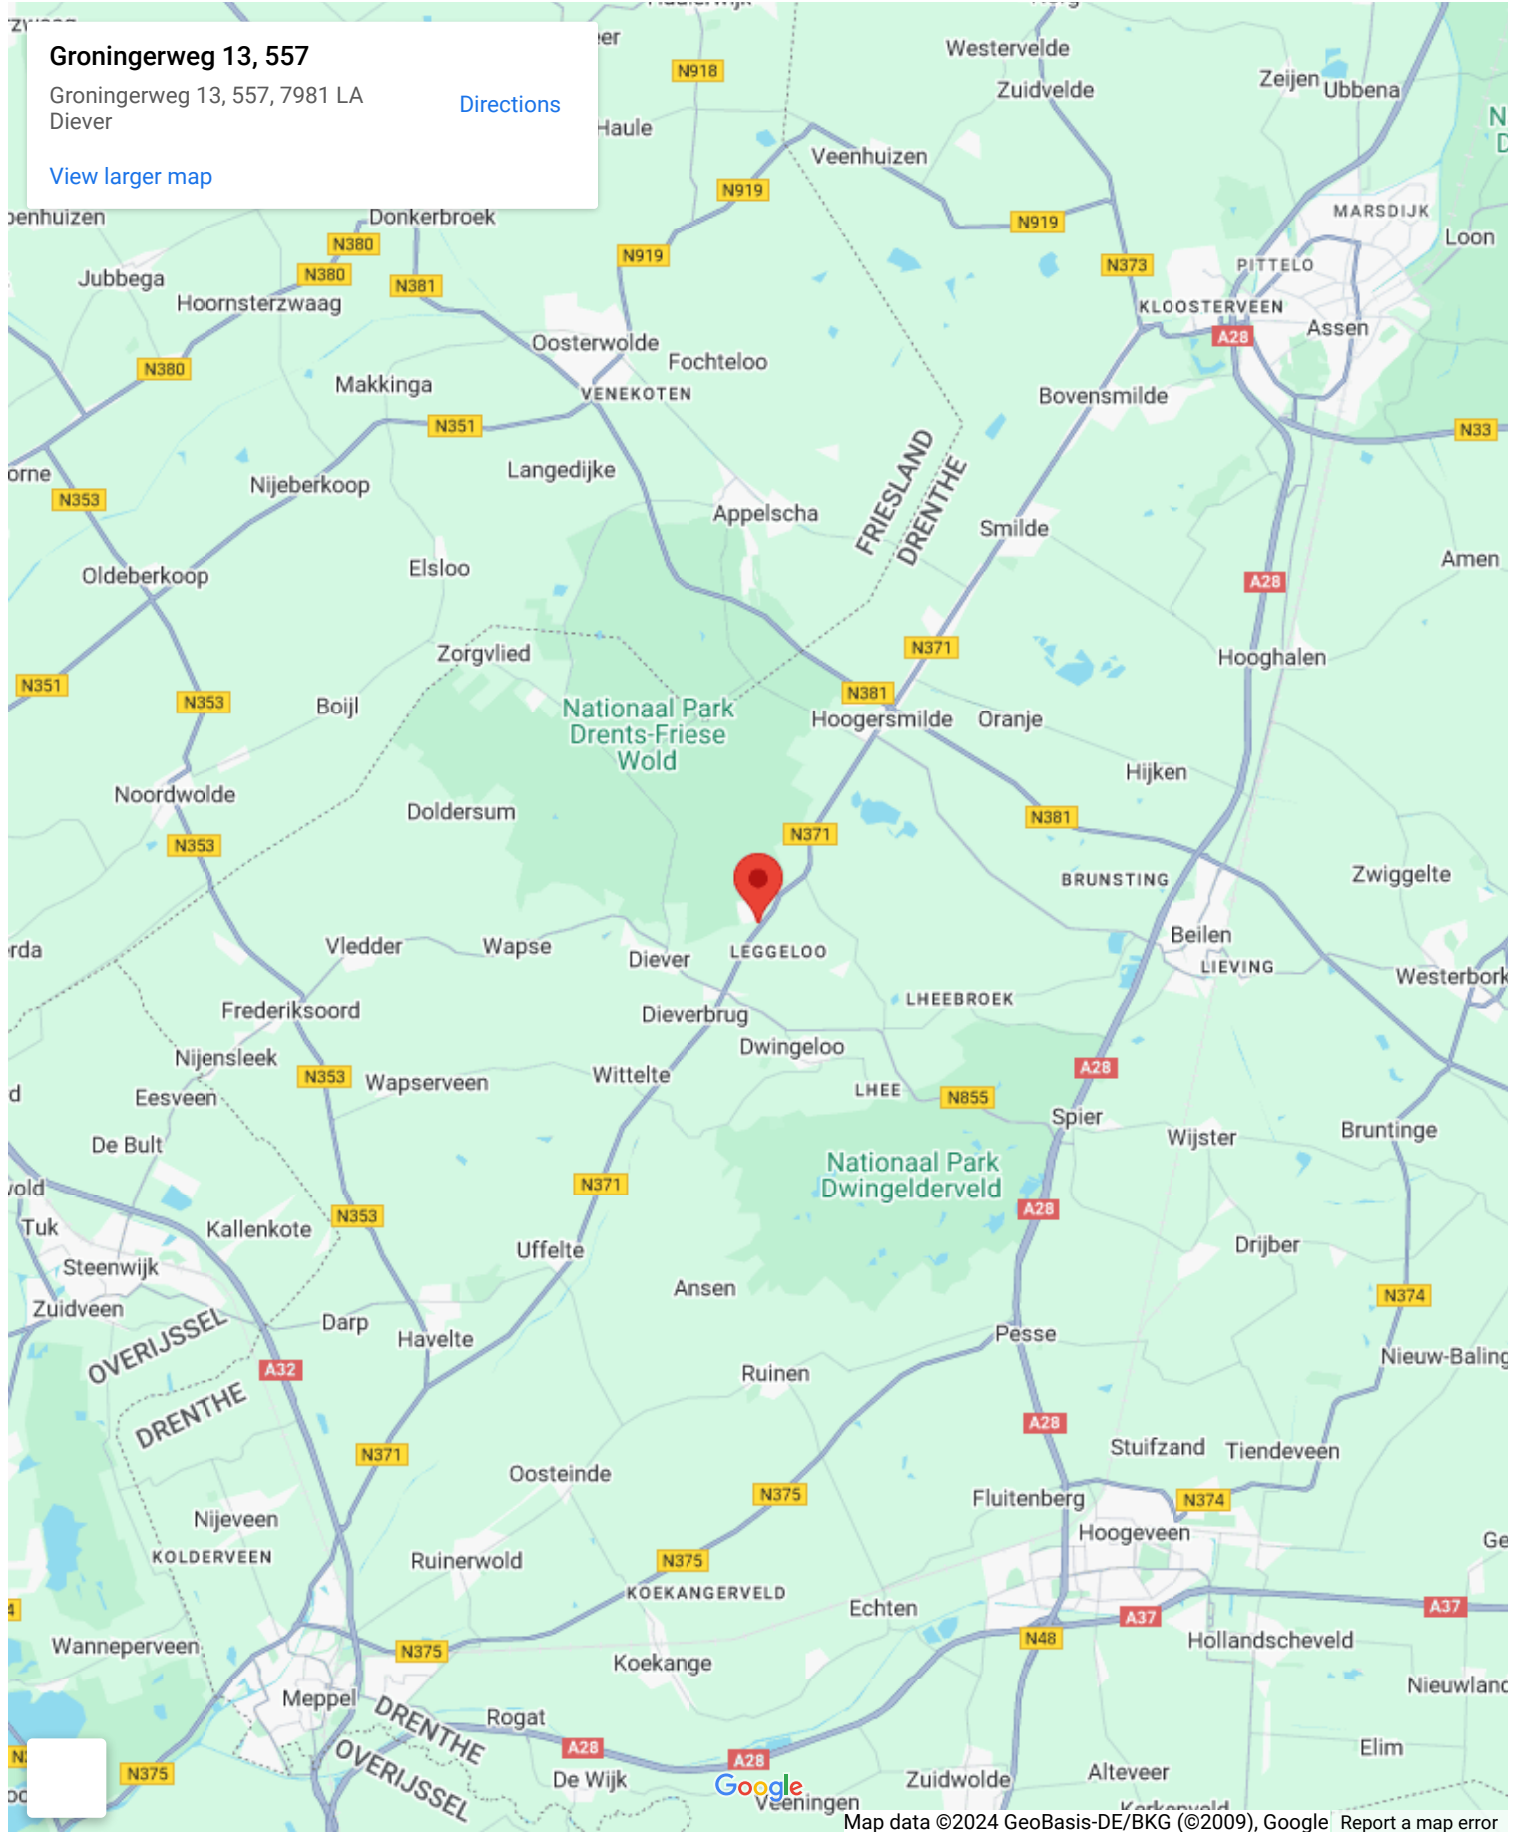 Groningerweg 13, 557
Groningerweg 13, 557, 7981 LA
Diever
Directions
View larger map
N918
Westervelde
Zuidvelde
Zeijen
Ubbena
Haule
Veenhuizen
N919
N919
MARSDIJK
Donkerbroek
N380
N919
Loon
Jubbega
N380
N381
N373
PITTELO
Hoornsterzwaag
KLOOSTERVEEN
Assen
A28
Oosterwolde
Fochteloo
N380
Makkinga
VENEKOTEN
Bovensmilde
N351
N33
Langedijke
FRIESLAND
DRENTHE
N353
Nijeberkoop
Appelscha
Smilde
Elsloo
Oldeberkoop
Amen
A28
Zorgvlied
N371
Hooghalen
N351
N353
Boijl
N381
Nationaal Park
Drents-Friese
Wold
Hoogersmilde
Oranje
Hijken
Noordwolde
Doldersum
N381
N371
N353
BRUNSTING
Zwiggelte
Vledder
Wapse
Diever
LEGGELOO
Beilen
LIEVING
Westerbork
Frederiksoord
Dieverbrug
LHEEBROEK
Nijensleek
Dwingeloo
N353
Wapserveen
Wittelte
A28
Eesveen
LHEE
N855
Spier
De Bult
Wijster
Bruntinge
N371
Nationaal Park
Dwingelderveld
A28
Tuk
Kallenkote
N353
Steenwijk
Uffelte
Drijber
Zuidveen
Ansen
N374
OVERIJSSEL
DRENTHE
Darp
Havelte
Pesse
A32
Ruinen
Nieuw-Baling
A28
N371
Stuifzand
Tiendeveen
Oosteinde
N375
Fluitenberg
N374
Nijeveen
Hoogeveen
KOLDERVEEN
Ruinerwold
N375
KOEKANGERVELD
Echten
A37
A37
Wanneperveen
N375
N48
Hollandscheveld
Koekange
Meppel
Nieuwland
DRENTHE
OVERIJSSEL
Rogat
A28
A28
Elim
N375
De Wijk
Google
Veeningen
Zuidwolde
Alteveer
Map data ©2024 GeoBasis-DE/BKG (©2009), Google
Report a map error